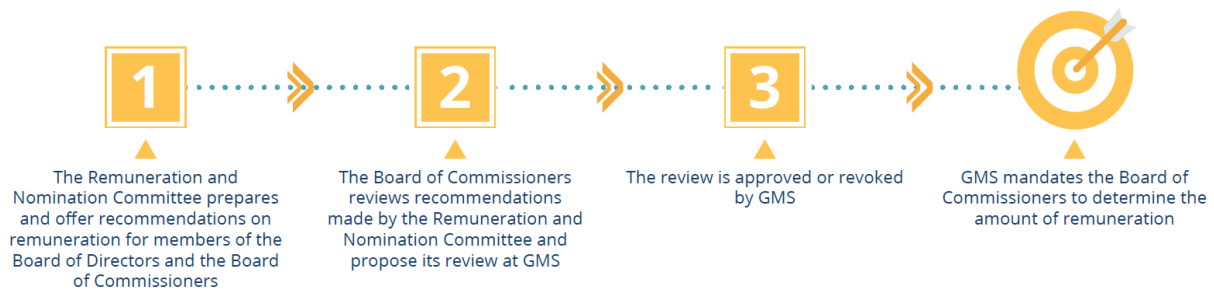 1
2
3
The Remuneration and
Nomination Committee prepares
and offer recommendations on
remuneration for members of the
Board of Directors and the Board
of Commissioners
The Board of Commissioners
reviews recommendations
made by the Remuneration and
Nomination Committee and
propose its review at GMS
The review is approved or revoked
by GMS
GMS mandates the Board of
Commissioners to determine the
amount of remuneration